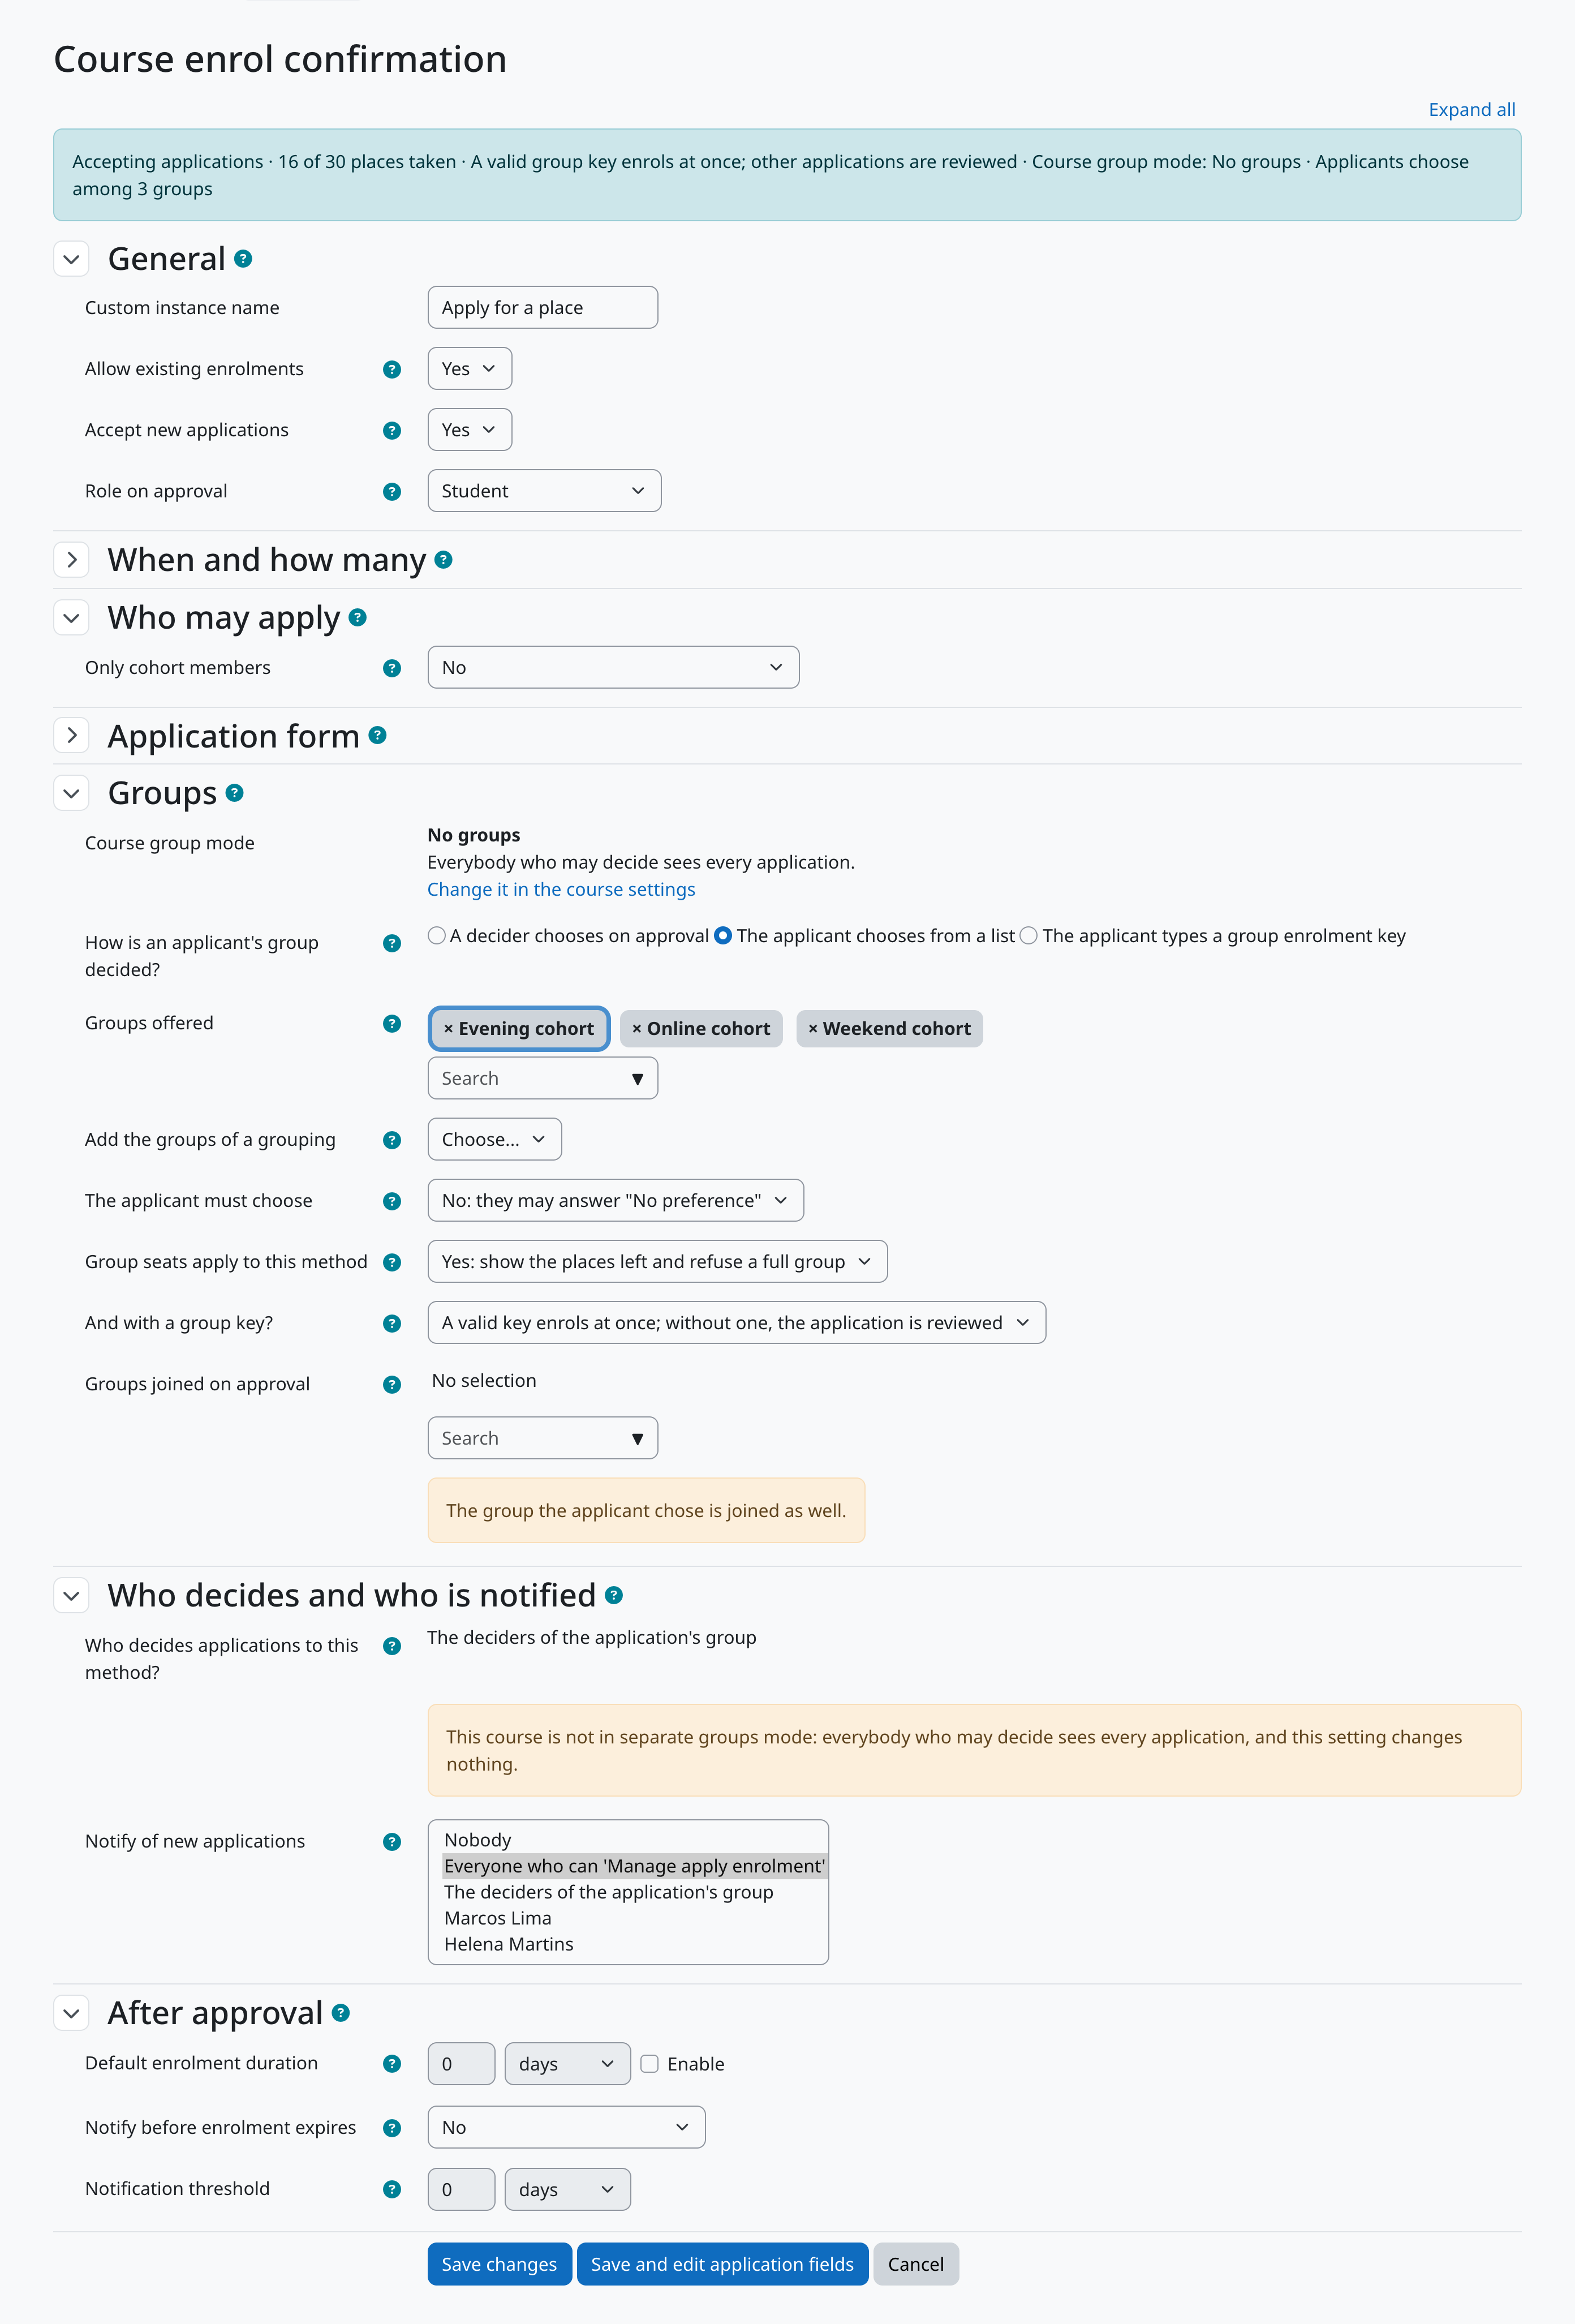 Course enrol confirmation
Expand all
Accepting applications · 16 of 30 places taken · A valid group key enrols at once; other applications are reviewed · Course group mode: No groups · Applicants choose
among 3 groups
General
Custom instance name
Apply for a place
Allow existing enrolments
Yes
Accept new applications
Yes
Role on approval
Student
When and how many
Who may apply
Only cohort members
No
Application form
Groups
Course group mode
No groups
Everybody who may decide sees every application.
Change it in the course settings
How is an applicant's group
decided?
A decider chooses on approval The applicant chooses from a list The applicant types a group enrolment key
Groups offered
× Evening cohort × Online cohort × Weekend cohort
Search ▼
Add the groups of a grouping
Choose...
The applicant must choose
No: they may answer "No preference"
Group seats apply to this method
Yes: show the places left and refuse a full group
And with a group key?
A valid key enrols at once; without one, the application is reviewed
Groups joined on approval
No selection
Search ▼
The group the applicant chose is joined as well.
Who decides and who is notified
Who decides applications to this
method?
The deciders of the application's group
This course is not in separate groups mode: everybody who may decide sees every application, and this setting changes
nothing.
Notify of new applications
Nobody
Everyone who can 'Manage apply enrolment'
The deciders of the application's group
Marcos Lima
Helena Martins
After approval
Default enrolment duration
0 days Enable
Notify before enrolment expires
No
Notification threshold
0 days
Save changes Save and edit application fields Cancel